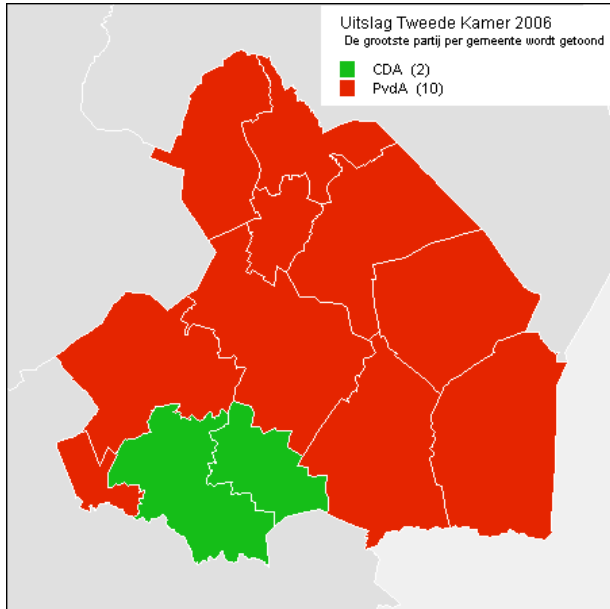 Uitslag Tweede Kamer 2006
De grootste partij per gemeente wordt getoond
CDA (2)
PvdA (10)